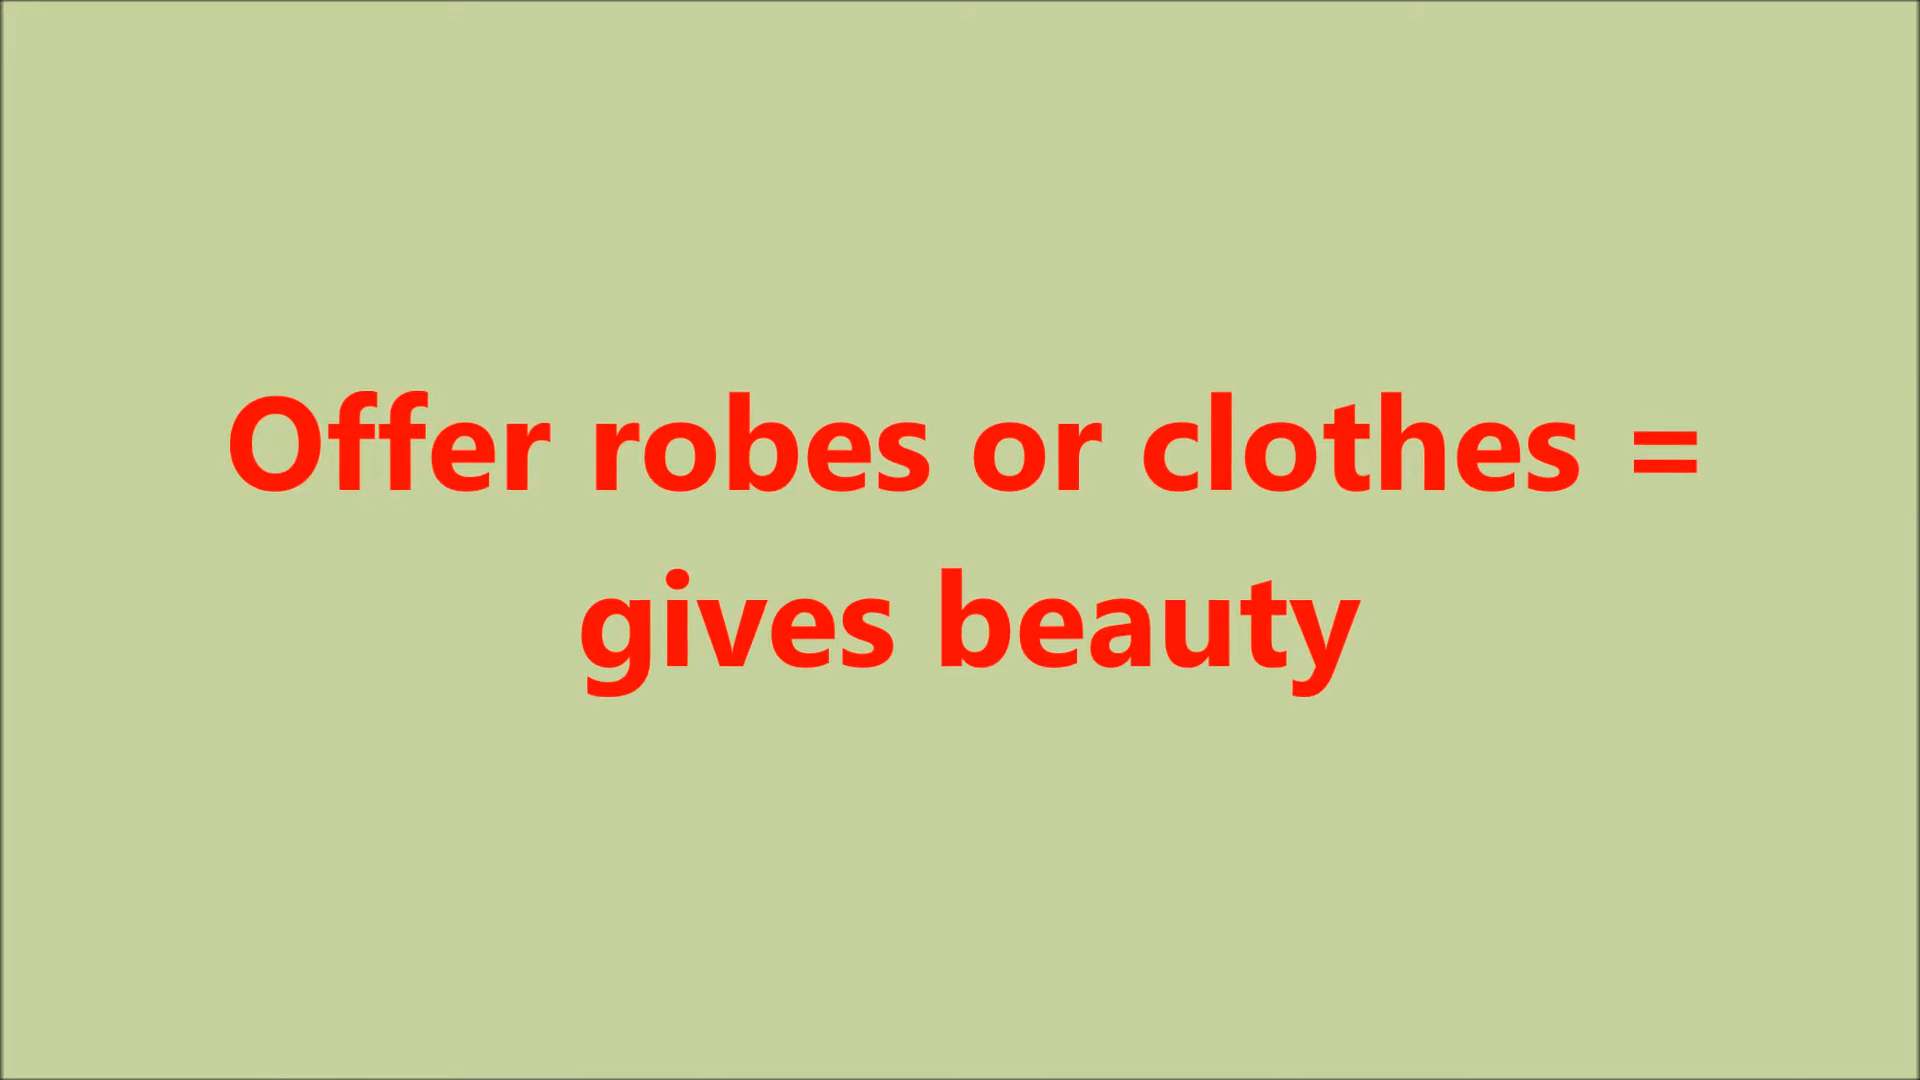 Offer robes or clothes =
gives beauty